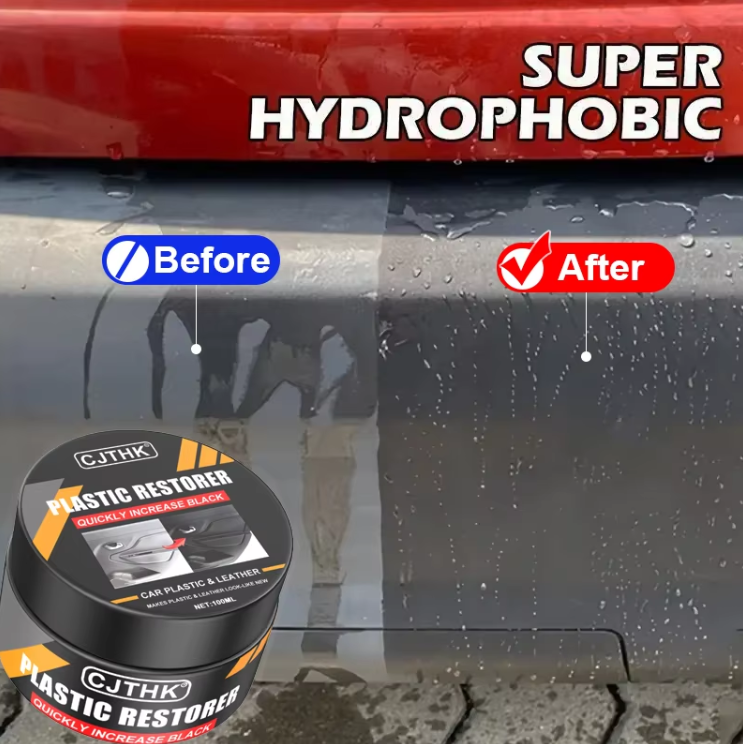 SUPER
HYDROPHOBIC
Before
After
CJTHK®
PLASTIC RESTORER
QUICKLY INCREASE BLACK
CAR PLASTIC & LEATHER
MAKES PLASTIC & LEATHER LOOK LIKE NEW
NET:100ML
CJTHK®
PLASTIC RESTORER
QUICKLY INCREASE BLACK